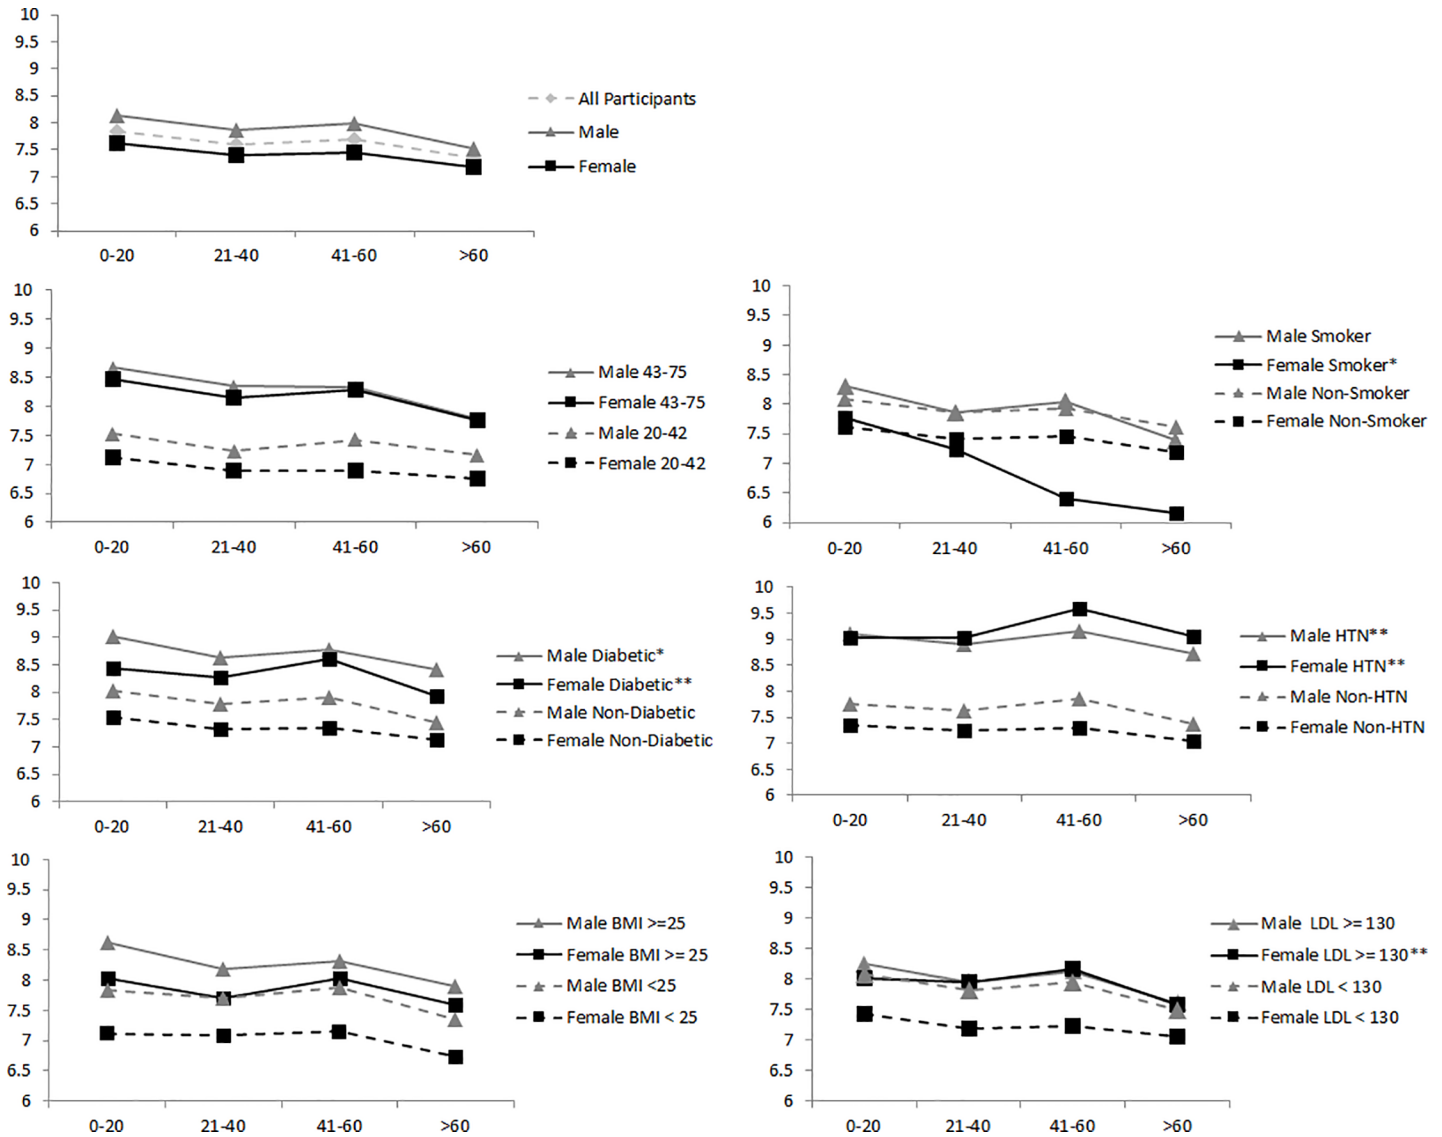 10
9.5
9
8.5
8
7.5
7
6.5
6
0-20 21-40 41-60 >60
All Participants
Male
Female
10
9.5
9
8.5
8
7.5
7
6.5
6
0-20 21-40 41-60 >60
Male 43-75
Female 43-75
Male 20-42
Female 20-42
10
9.5
9
8.5
8
7.5
7
6.5
6
0-20 21-40 41-60 >60
Male Smoker
Female Smoker*
Male Non-Smoker
Female Non-Smoker
10
9.5
9
8.5
8
7.5
7
6.5
6
0-20 21-40 41-60 >60
Male Diabetic*
Female Diabetic**
Male Non-Diabetic
Female Non-Diabetic
10
9.5
9
8.5
8
7.5
7
6.5
6
0-20 21-40 41-60 >60
Male HTN**
Female HTN**
Male Non-HTN
Female Non-HTN
10
9.5
9
8.5
8
7.5
7
6.5
6
0-20 21-40 41-60 >60
Male BMI >=25
Female BMI >= 25
Male BMI <25
Female BMI < 25
10
9.5
9
8.5
8
7.5
7
6.5
6
0-20 21-40 41-60 >60
Male LDL >= 130
Female LDL >= 130**
Male LDL < 130
Female LDL < 130